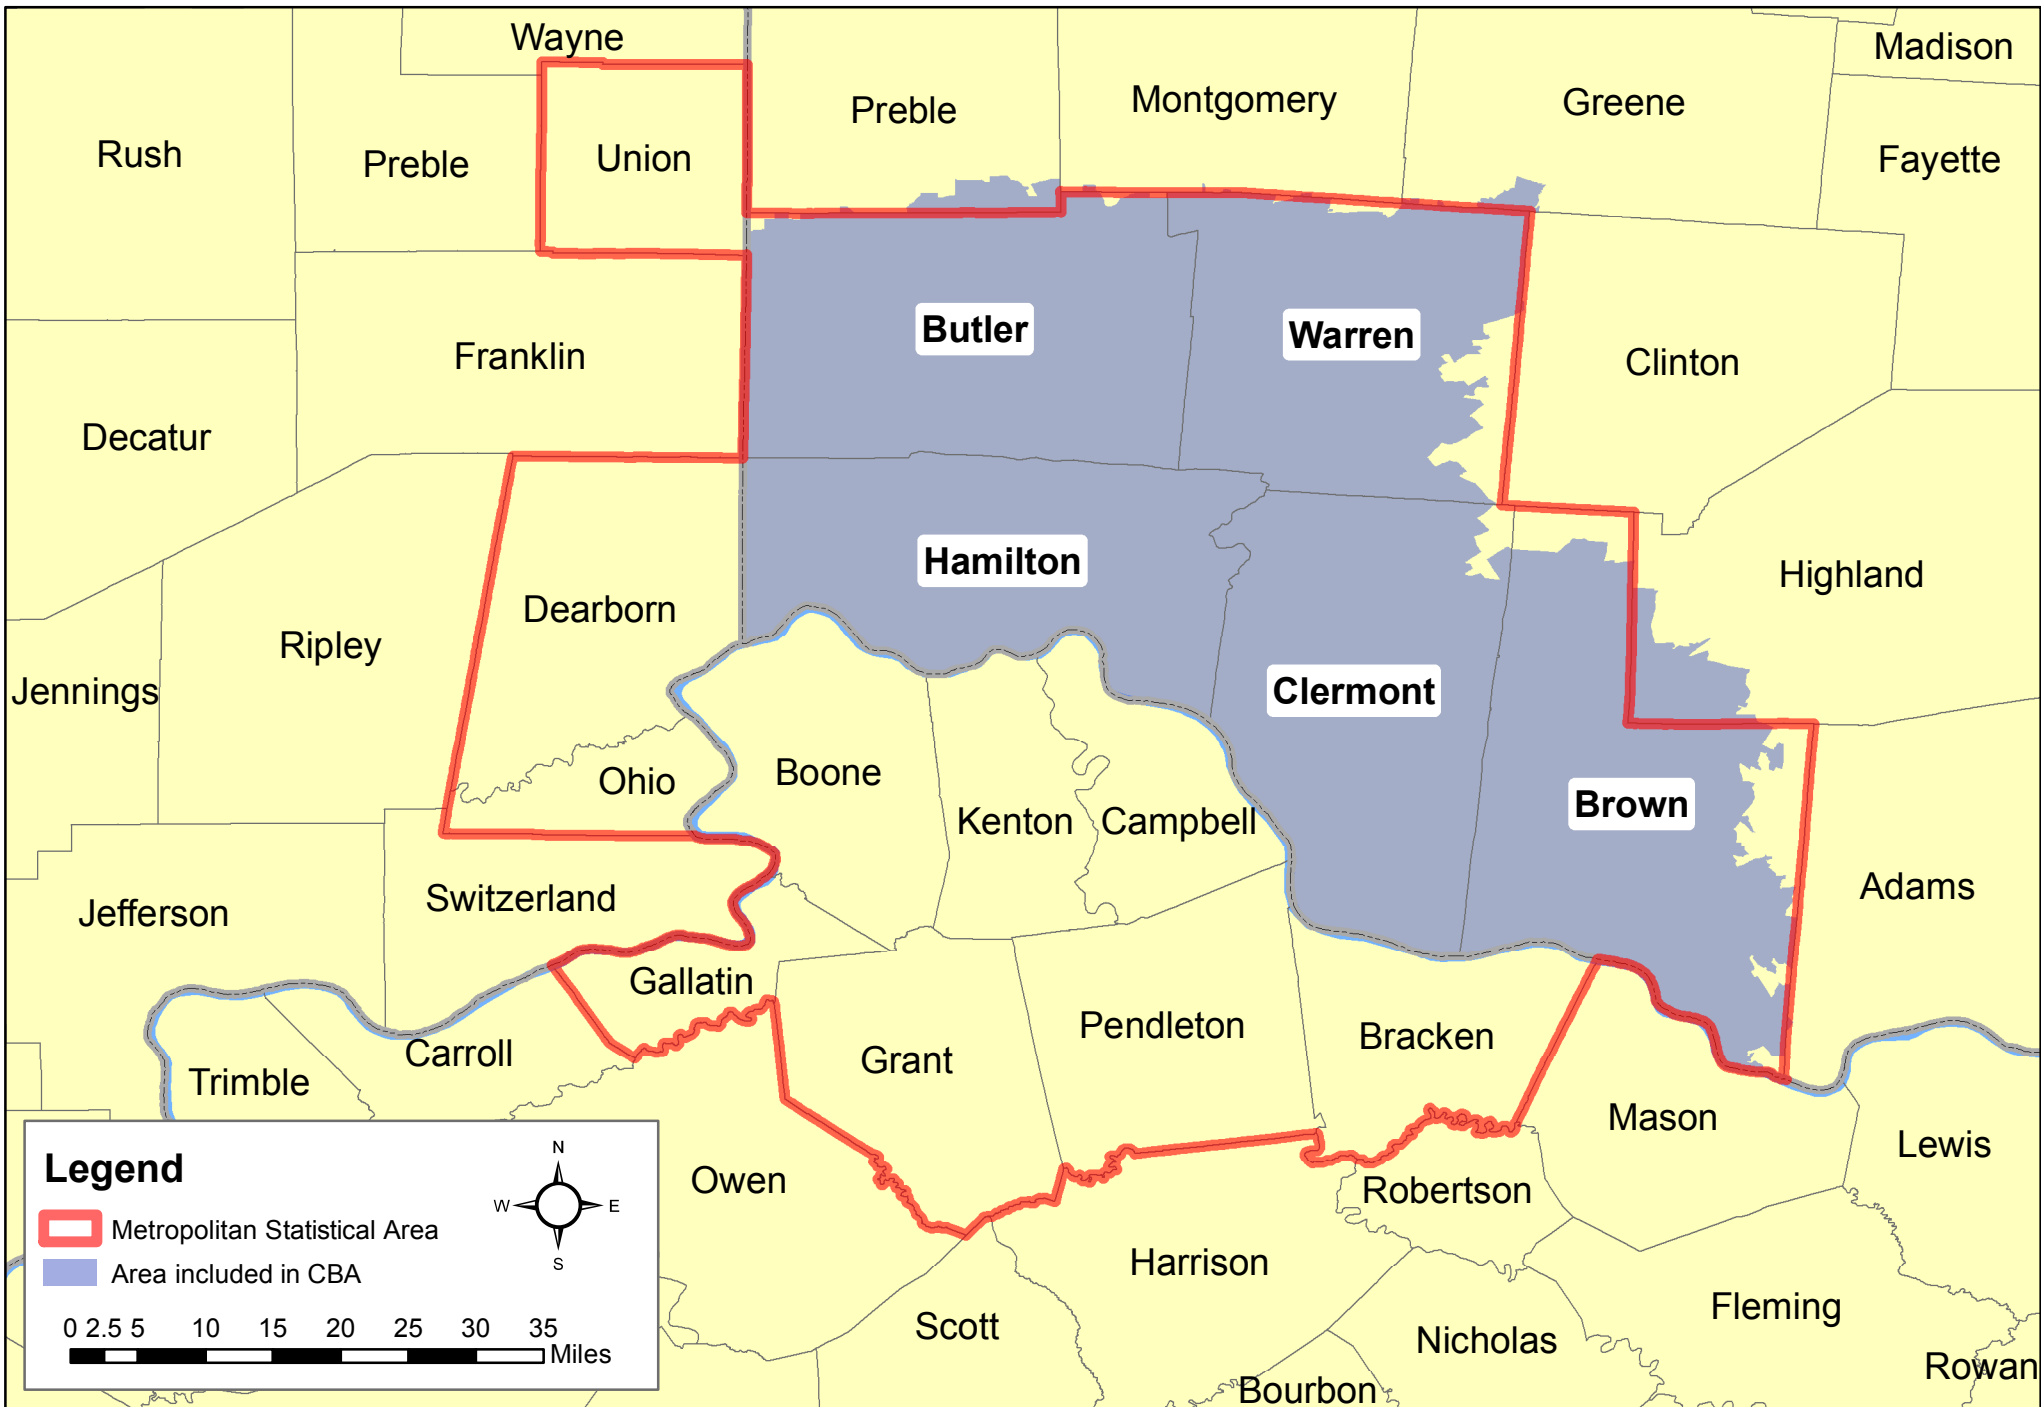 Wayne
Madison
Preble
Montgomery
Greene
Rush
Preble
Union
Fayette
Butler
Warren
Franklin
Clinton
Decatur
Hamilton
Highland
Dearborn
Ripley
Jennings
Clermont
Ohio
Boone
Kenton
Campbell
Brown
Jefferson
Switzerland
Adams
Gallatin
Pendleton
Bracken
Carroll
Grant
Trimble
Mason
Lewis
Owen
Robertson
Harrison
Scott
Fleming
Nicholas
Rowan
Bourbon
Legend
N
W E
S
Metropolitan Statistical Area
Area included in CBA
0 2.5 5 10 15 20 25 30 35
Miles